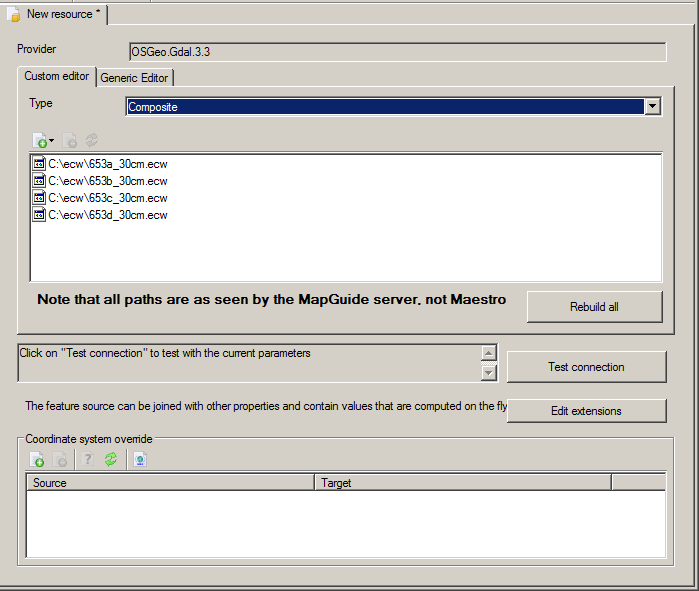 New resource *
Provider
OSGeo.Gdal.3.3
Custom editor
Generic Editor
Type
Composite
C:\ecw\653a_30cm.ecw
C:\ecw\653b_30cm.ecw
C:\ecw\653c_30cm.ecw
C:\ecw\653d_30cm.ecw
Note that all paths are as seen by the MapGuide server, not Maestro
Rebuild all
Click on "Test connection" to test with the current parameters
Test connection
The feature source can be joined with other properties and contain values that are computed on the fly
Edit extensions
Coordinate system override
?
Source
Target